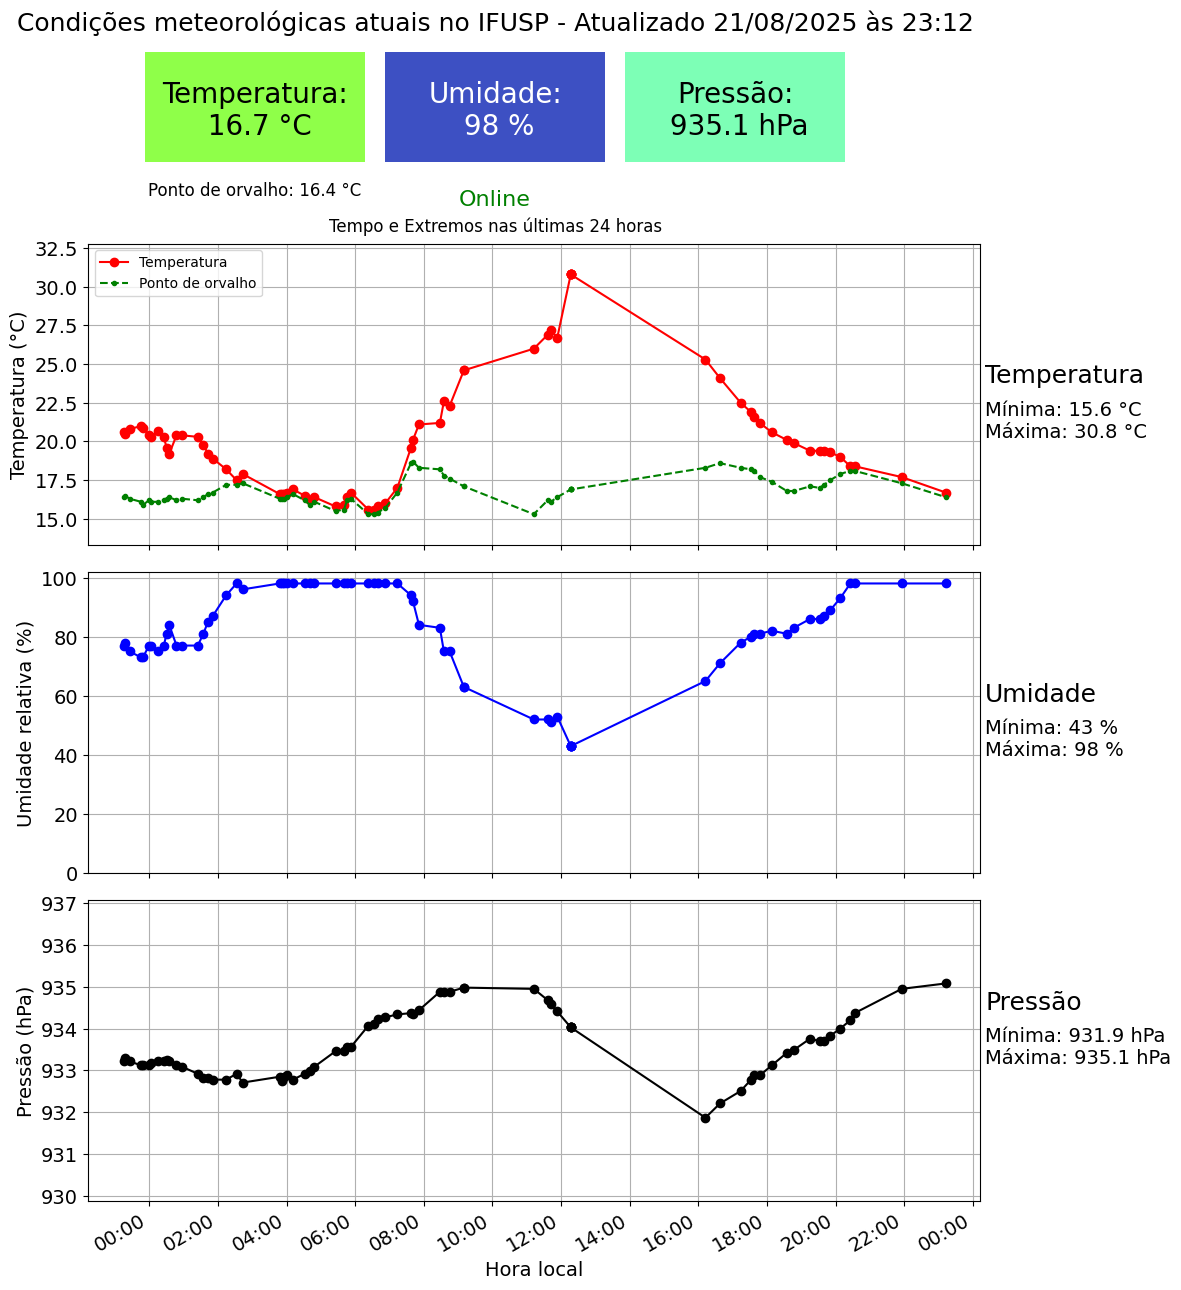 Condições meteorológicas atuais no IFUSP - Atualizado 21/08/2025 às 23:12
Temperatura:
16.7 °C
Umidade:
98 %
Pressão:
935.1 hPa
Ponto de orvalho: 16.4 °C
Online
Tempo e Extremos nas últimas 24 horas
Temperatura (°C)
32.5
30.0
27.5
25.0
22.5
20.0
17.5
15.0
Temperatura
Ponto de orvalho
Temperatura
Mínima: 15.6 °C
Máxima: 30.8 °C
Umidade relativa (%)
100
80
60
40
20
0
Umidade
Mínima: 43 %
Máxima: 98 %
Pressão (hPa)
937
936
935
934
933
932
931
930
Pressão
Mínima: 931.9 hPa
Máxima: 935.1 hPa
00:00
02:00
04:00
06:00
08:00
10:00
12:00
14:00
16:00
18:00
20:00
22:00
00:00
Hora local